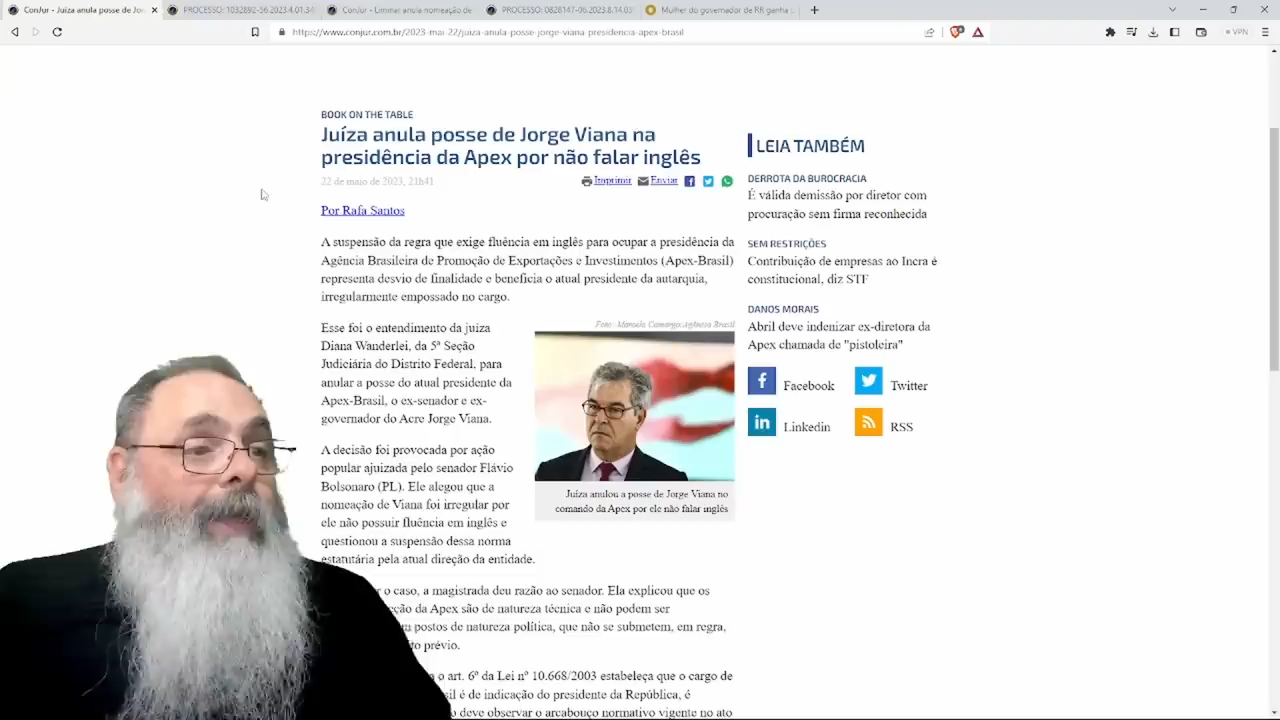 ConJur - Juíza anula posse de Jor
PROCESSO: 1032892-56.2023.4.01.34
Conjur - Liminar anula nomeação de
PROCESSO: 0828147-06.2023.8.14.03
Mulher do governador de RR ganha
VPN
https://www.conjur.com.br/2023-mai-22/juiza-anula-posse-jorge-viana-presidencia-apex-brasil
BOOK ON THE TABLE
Juíza anula posse de Jorge Viana na
presidência da Apex por não falar inglês
22 de maio de 2023, 21h41
Imprimir Enviar
Por Rafa Santos
A suspensão da regra que exige fluência em inglês para ocupar a presidência da
Agência Brasileira de Promoção de Exportações e Investimentos (Apex-Brasil)
representa desvio de finalidade e beneficia o atual presidente da autarquia,
irregularmente empossado no cargo.
Esse foi o entendimento da juíza
Diana Wanderlei, da 5ª Seção
Judiciária do Distrito Federal, para
anular a posse do atual presidente da
Apex-Brasil, o ex-senador e ex-
governador do Acre Jorge Viana.
A decisão foi provocada por ação
popular ajuizada pelo senador Flávio
Bolsonaro (PL). Ele alegou que a
nomeação de Viana foi irregular por
ele não possuir fluência em inglês e
questionou a suspensão dessa norma
estatutária pela atual direção da entidade.
Foto: Manuela Camargo/Agência Brasil
Juíza anulou a posse de Jorge Viana no
comando da Apex por ele não falar inglês
r o caso, a magistrada deu razão ao senador. Ela explicou que os
ção da Apex são de natureza técnica e não podem ser
m postos de natureza política, que não se submetem, em regra,
to prévio.
o art. 6º da Lei nº 10.668/2003 estabeleça que o cargo de
sil é de indicação do presidente da República, é
o deve observar o arcabouço normativo vigente no ato
LEIA TAMBÉM
DERROTA DA BUROCRACIA
É válida demissão por diretor com
procuração sem firma reconhecida
SEM RESTRIÇÕES
Contribuição de empresas ao Incra é
constitucional, diz STF
DANOS MORAIS
Abril deve indenizar ex-diretora da
Apex chamada de "pistoleira"
Facebook Twitter
Linkedin RSS